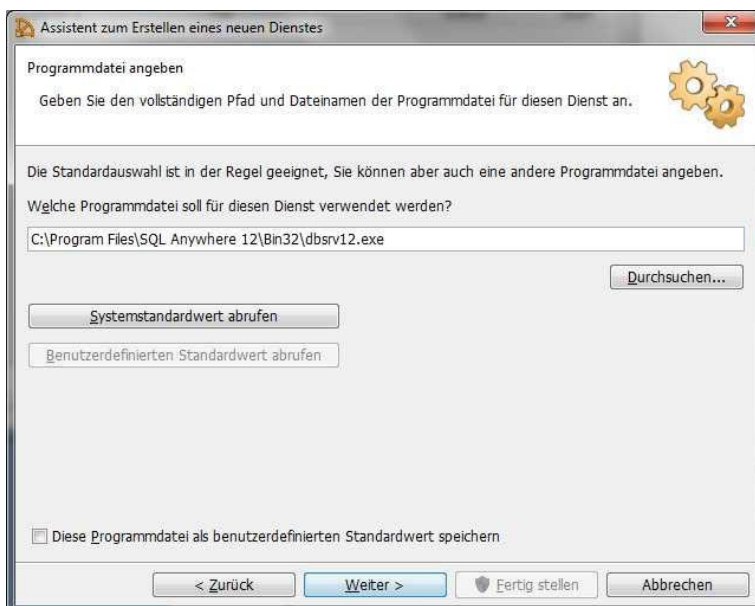 Assistent zum Erstellen eines neuen Dienstes
Programmdatei angeben
Geben Sie den vollständigen Pfad und Dateinamen der Programmdatei für diesen Dienst an.
Die Standardauswahl ist in der Regel geeignet, Sie können aber auch eine andere Programmdatei angeben.
Welche Programmdatei soll für diesen Dienst verwendet werden?
C:\Program Files\SQL Anywhere 12\Bin32\dbsrv12.exe
Durchsuchen...
Systemstandardwert abrufen
Benutzerdefinierten Standardwert abrufen
Diese Programmdatei als benutzerdefinierten Standardwert speichern
< Zurück Weiter > Fertig stellen Abbrechen